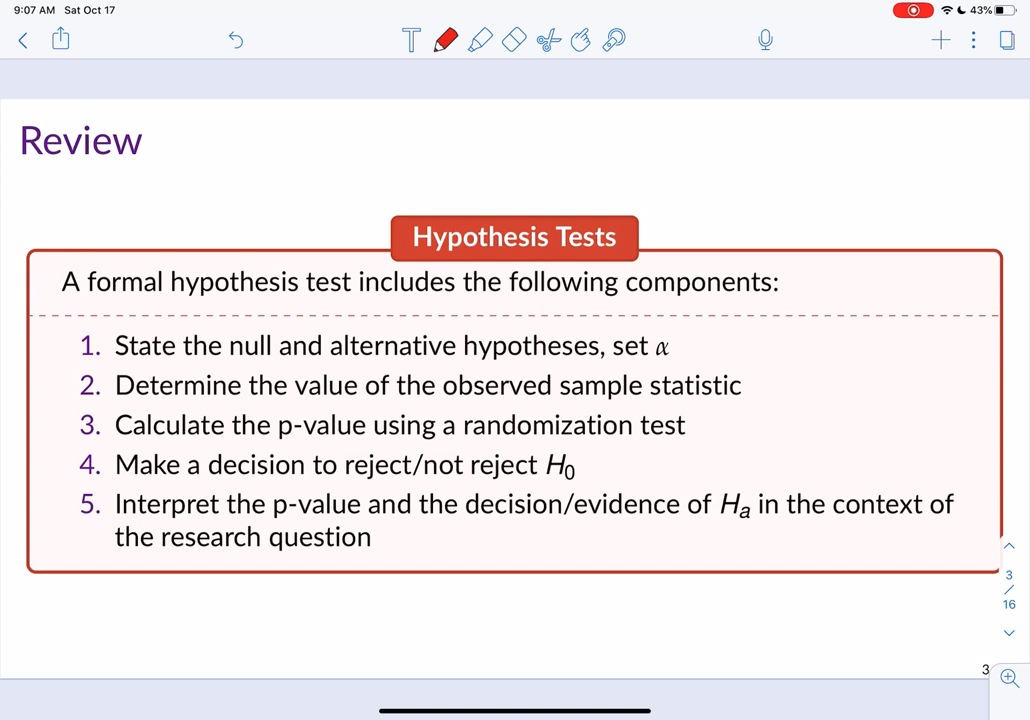 9:07 AM Sat Oct 17
43%
T
Review
Hypothesis Tests
A formal hypothesis test includes the following components:
1. State the null and alternative hypotheses, set α
2. Determine the value of the observed sample statistic
3. Calculate the p-value using a randomization test
4. Make a decision to reject/not reject H₀
5. Interpret the p-value and the decision/evidence of Hₐ in the context of
the research question
3
/
16
3